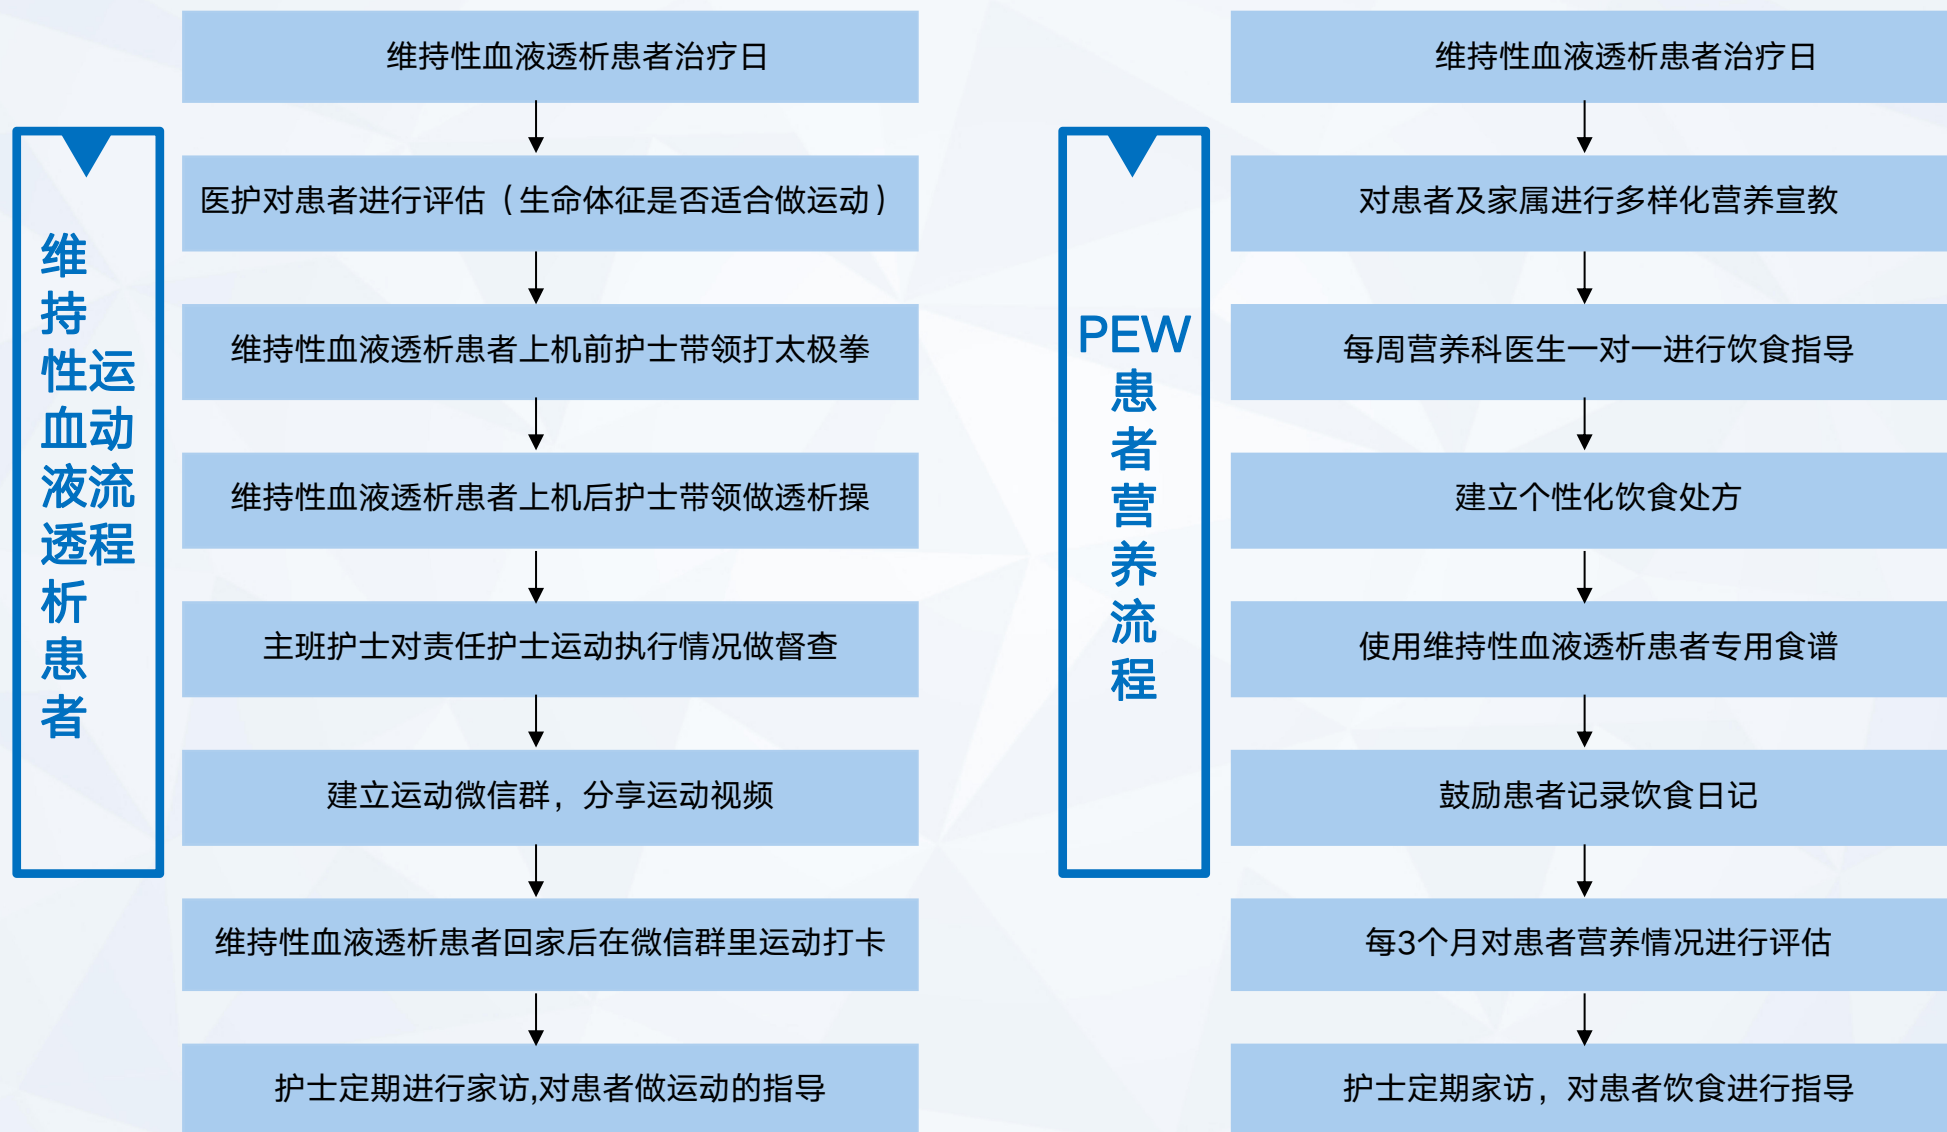 维持性血液透析患者
运动流程
维持性血液透析患者治疗日
医护对患者进行评估（生命体征是否适合做运动）
维持性血液透析患者上机前护士带领打太极拳
维持性血液透析患者上机后护士带领做透析操
主班护士对责任护士运动执行情况做督查
建立运动微信群，分享运动视频
维持性血液透析患者回家后在微信群里运动打卡
护士定期进行家访,对患者做运动的指导
PEW患者营养流程
维持性血液透析患者治疗日
对患者及家属进行多样化营养宣教
每周营养科医生一对一进行饮食指导
建立个性化饮食处方
使用维持性血液透析患者专用食谱
鼓励患者记录饮食日记
每3个月对患者营养情况进行评估
护士定期家访，对患者饮食进行指导